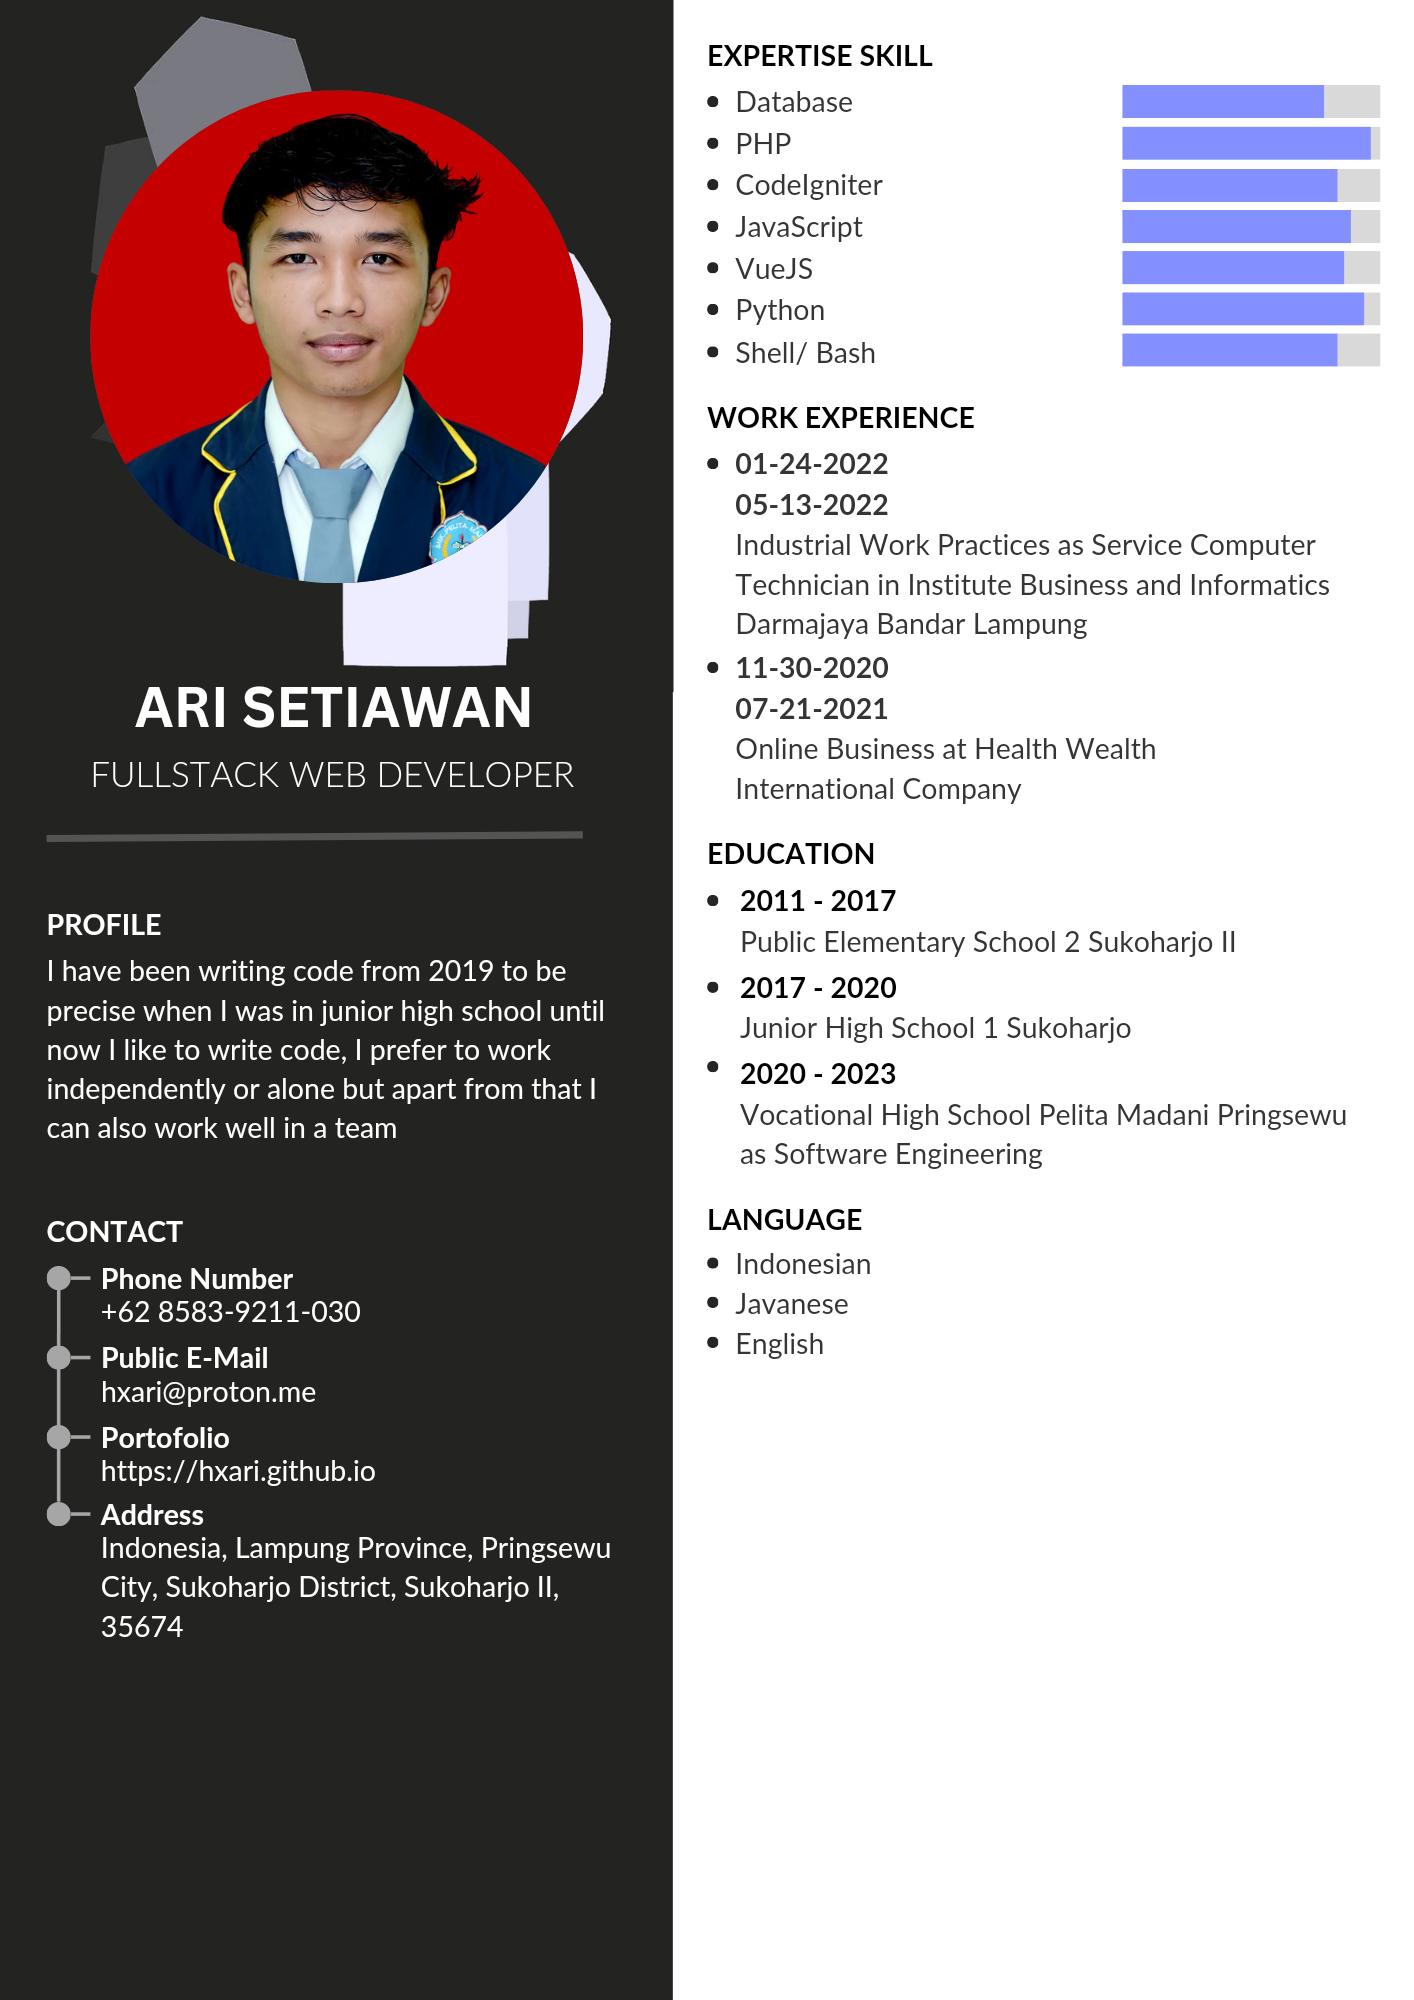 ARI SETIAWAN
FULLSTACK WEB DEVELOPER
PROFILE
I have been writing code from 2019 to be
precise when I was in junior high school until
now I like to write code, I prefer to work
independently or alone but apart from that I
can also work well in a team
CONTACT
Phone Number
+62 8583-9211-030
Public E-Mail
hxari@proton.me
Portofolio
https://hxari.github.io
Address
Indonesia, Lampung Province, Pringsewu
City, Sukoharjo District, Sukoharjo II,
35674
EXPERTISE SKILL
Database
PHP
CodeIgniter
JavaScript
VueJS
Python
Shell/ Bash
WORK EXPERIENCE
01-24-2022
05-13-2022
Industrial Work Practices as Service Computer
Technician in Institute Business and Informatics
Darmajaya Bandar Lampung
11-30-2020
07-21-2021
Online Business at Health Wealth
International Company
EDUCATION
2011 - 2017
Public Elementary School 2 Sukoharjo II
2017 - 2020
Junior High School 1 Sukoharjo
2020 - 2023
Vocational High School Pelita Madani Pringsewu
as Software Engineering
LANGUAGE
Indonesian
Javanese
English